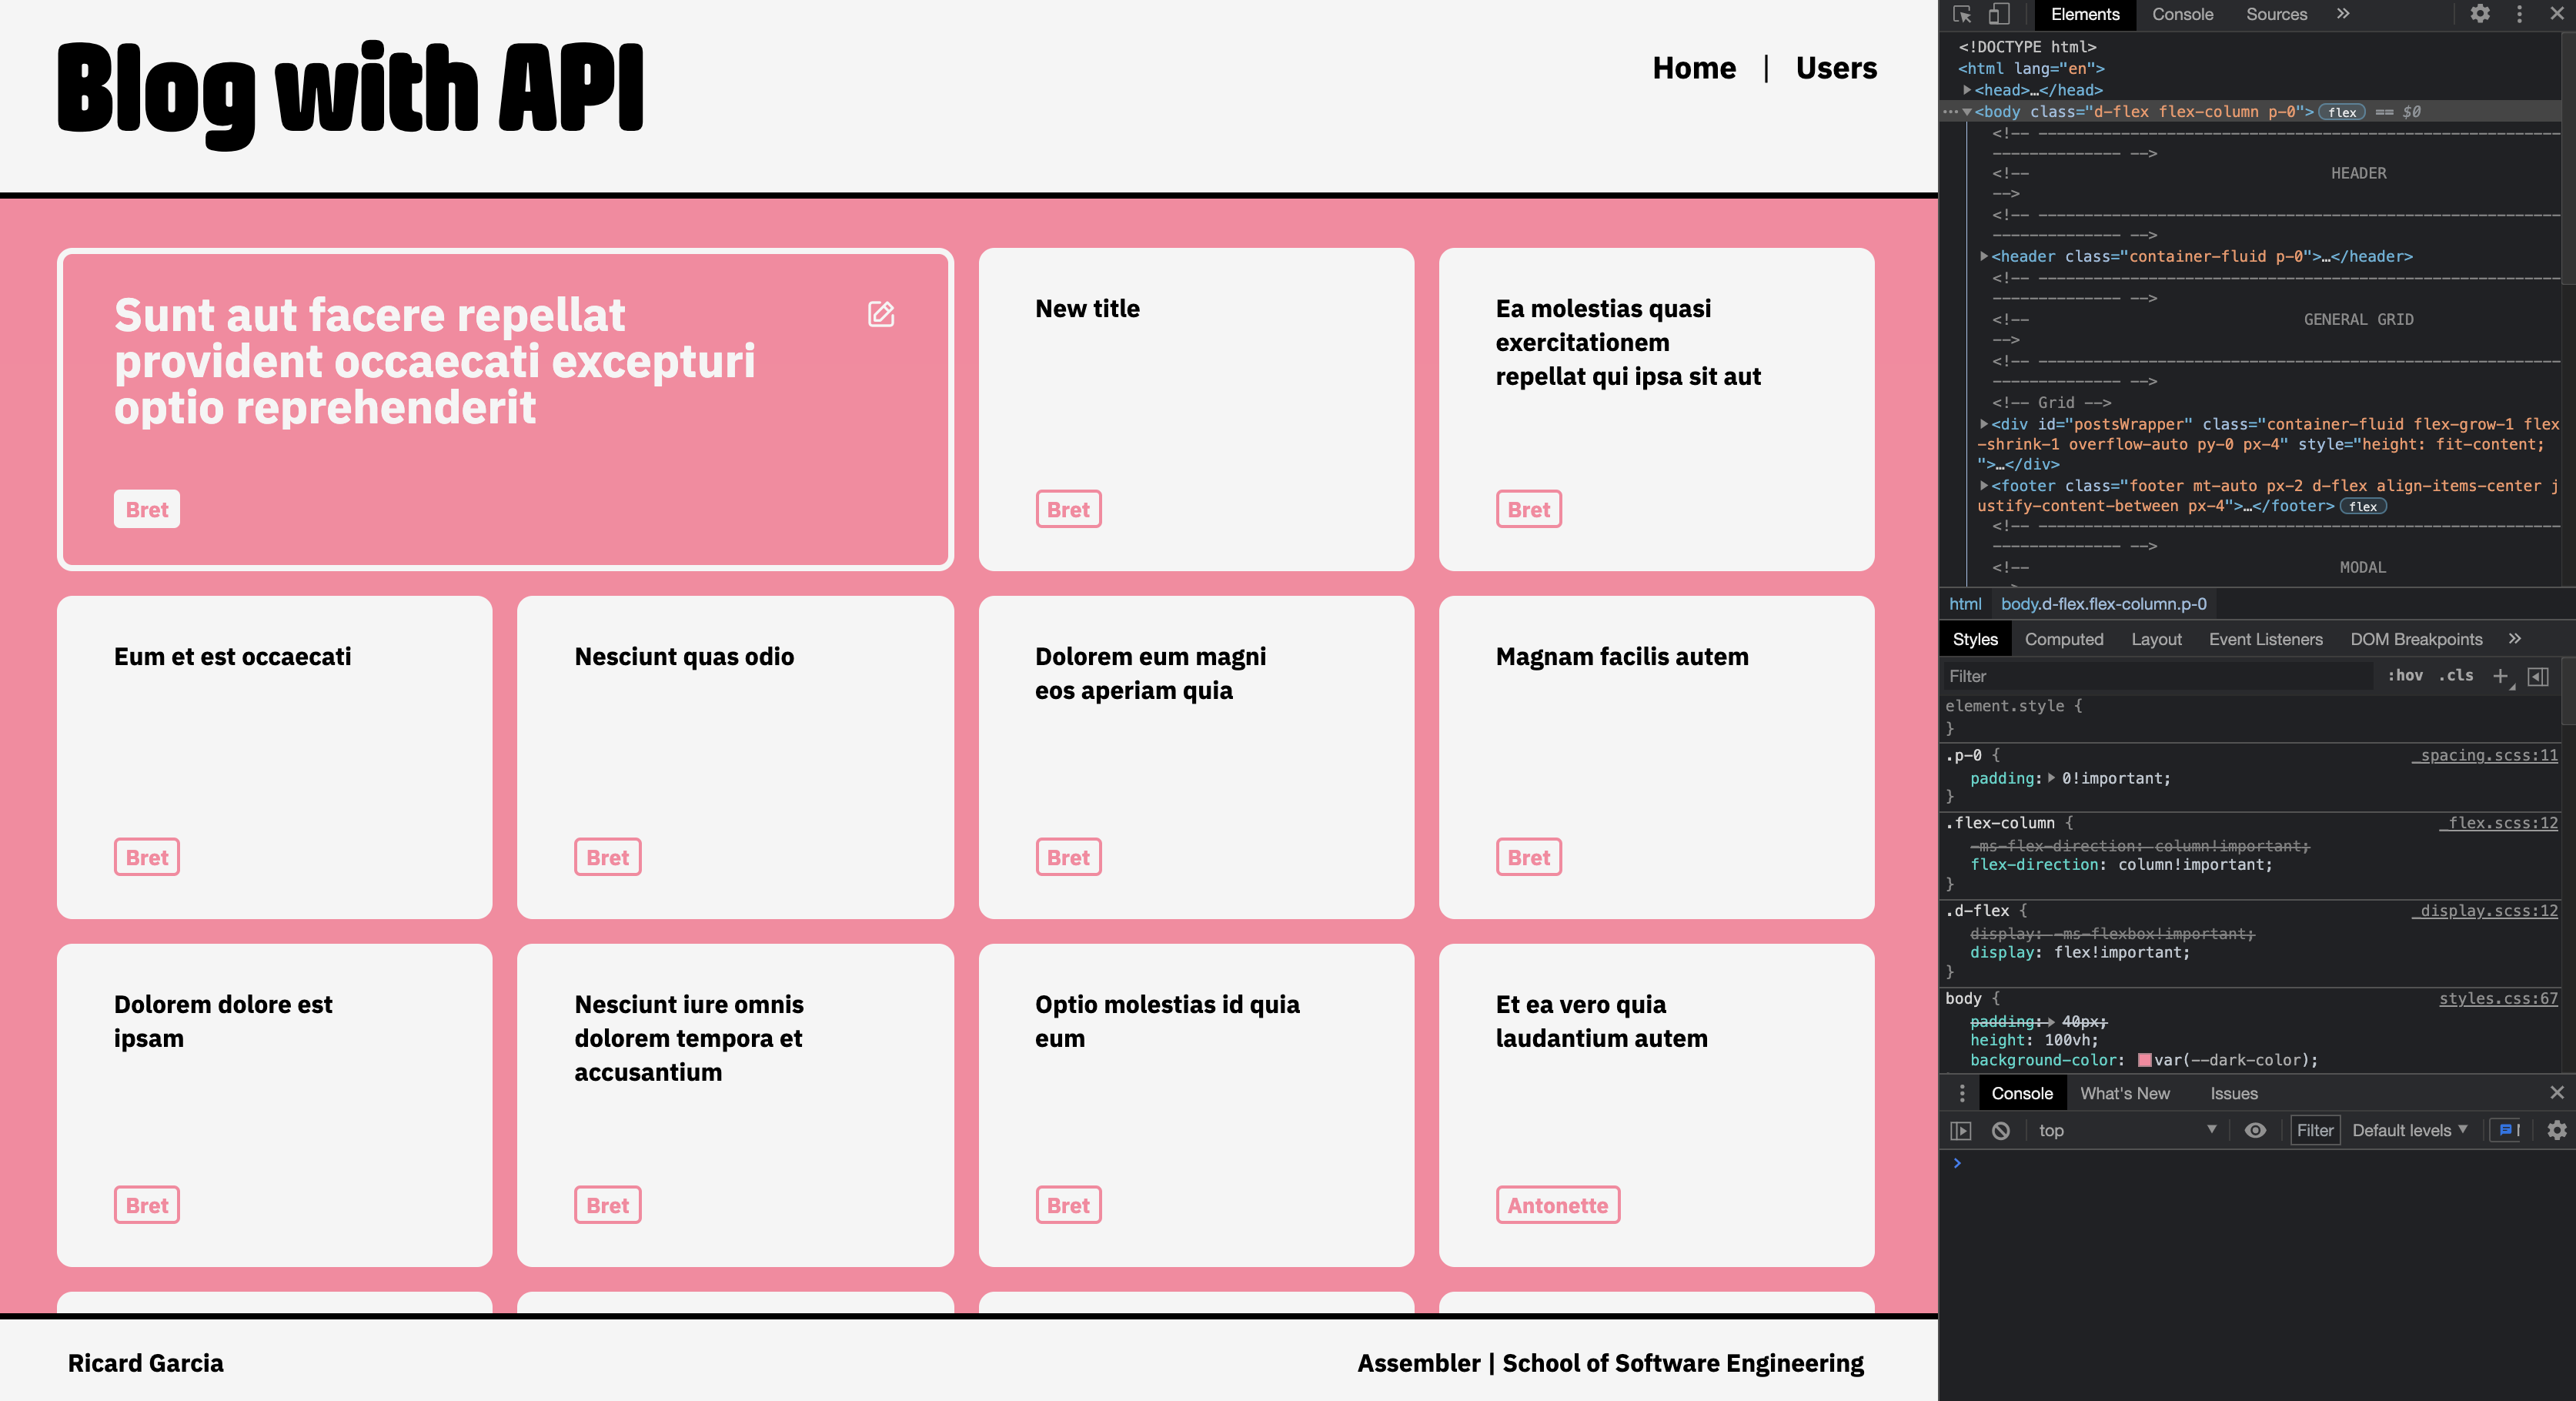 Blog with API
Home | Users
Sunt aut facere repellat
provident occaecati excepturi
optio reprehenderit
Bret
New title
Bret
Ea molestias quasi
exercitationem
repellat qui ipsa sit aut
Bret
Eum et est occaecati
Bret
Nesciunt quas odio
Bret
Dolorem eum magni
eos aperiam quia
Bret
Magnam facilis autem
Bret
Dolorem dolore est
ipsam
Bret
Nesciunt iure omnis
dolorem tempora et
accusantium
Bret
Optio molestias id quia
eum
Bret
Et ea vero quia
laudantium autem
Antonette
Ricard Garcia
Assembler | School of Software Engineering
Elements Console Sources
<!DOCTYPE html>
<html lang="en">
<head>…</head>
<body class="d-flex flex-column p-0"> flex == $0
<!-- ---------------------------------------------------------
-------------- -->
<!-- HEADER
-->
<!-- ---------------------------------------------------------
-------------- -->
<header class="container-fluid p-0">…</header>
<!-- ---------------------------------------------------------
-------------- -->
<!-- GENERAL GRID
-->
<!-- ---------------------------------------------------------
-------------- -->
<!-- Grid -->
<div id="postsWrapper" class="container-fluid flex-grow-1 flex
-shrink-1 overflow-auto py-0 px-4" style="height: fit-content;
">…</div>
<footer class="footer mt-auto px-2 d-flex align-items-center j
ustify-content-between px-4">…</footer> flex
<!-- ---------------------------------------------------------
-------------- -->
<!-- MODAL
html body.d-flex.flex-column.p-0
Styles Computed Layout Event Listeners DOM Breakpoints
Filter :hov .cls
element.style {
}
.p-0 { _spacing.scss:11
padding: 0!important;
}
.flex-column { _flex.scss:12
-ms-flex-direction: column!important;
flex-direction: column!important;
}
.d-flex { _display.scss:12
display: -ms-flexbox!important;
display: flex!important;
}
body { styles.css:67
padding: 40px;
height: 100vh;
background-color: var(--dark-color);
Console What's New Issues
top Filter Default levels